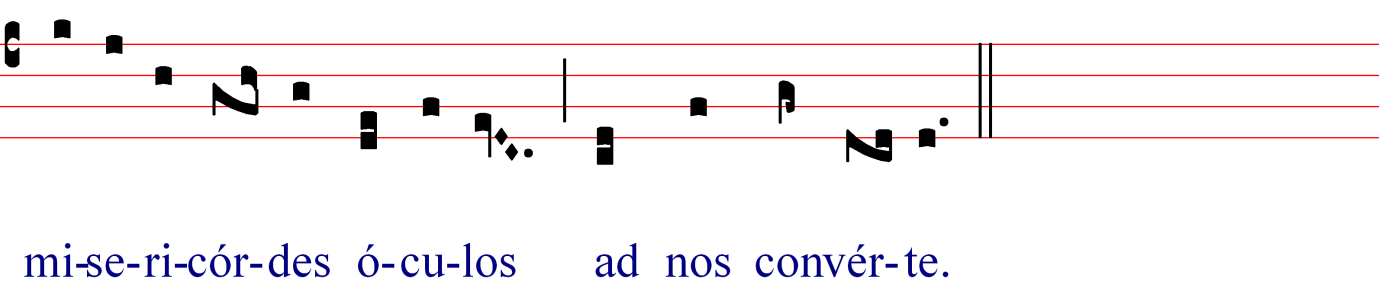 mi-se-ri-cór-des ó-cu-los ad nos convér-te.